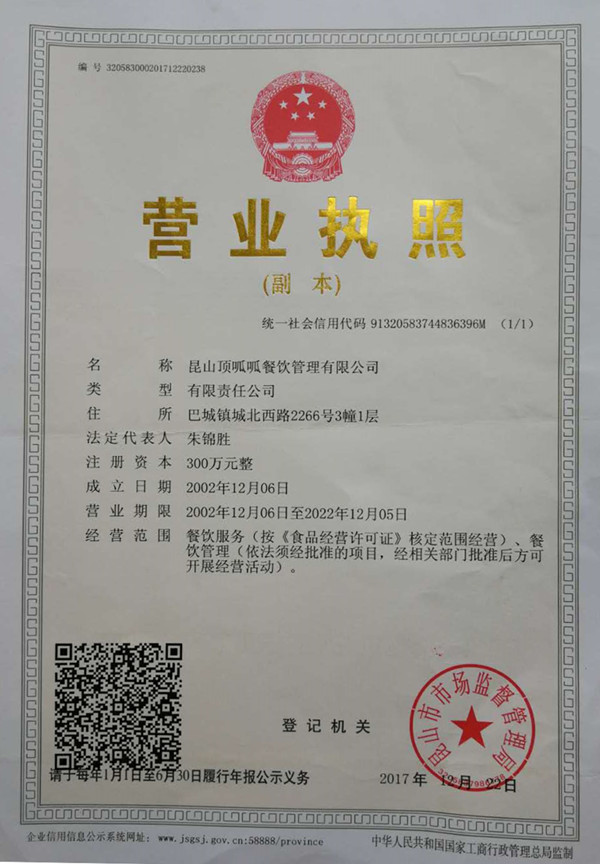 编 号 320583000201712220238
营业执照
(副 本)
统一社会信用代码 91320583744836396M (1/1)
名 称 昆山顶呱呱餐饮管理有限公司
类 型 有限责任公司
住 所 巴城镇城北西路2266号3幢1层
法定代表人 朱锦胜
注册资本 300万元整
成立日期 2002年12月06日
营业期限 2002年12月06日至2022年12月05日
经营范围 餐饮服务（按《食品经营许可证》核定范围经营）、餐
饮管理（依法须经批准的项目，经相关部门批准后方可
开展经营活动）。
昆山市市场监督管理局
登记机关
请于每年1月1日至6月30日履行年报公示义务
2017年 12月 22日
企业信用信息公示系统网址： www.jsgsj.gov.cn:58888/province
中华人民共和国国家工商行政管理总局监制